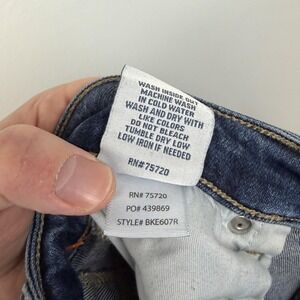 WASH INSIDE OUT
MACHINE WASH
IN COLD WATER
WASH AND DRY WITH
LIKE COLORS
DO NOT BLEACH
TUMBLE DRY LOW
LOW IRON IF NEEDED
RN# 75720
RN# 75720
PO# 439869
STYLE# BKE607R